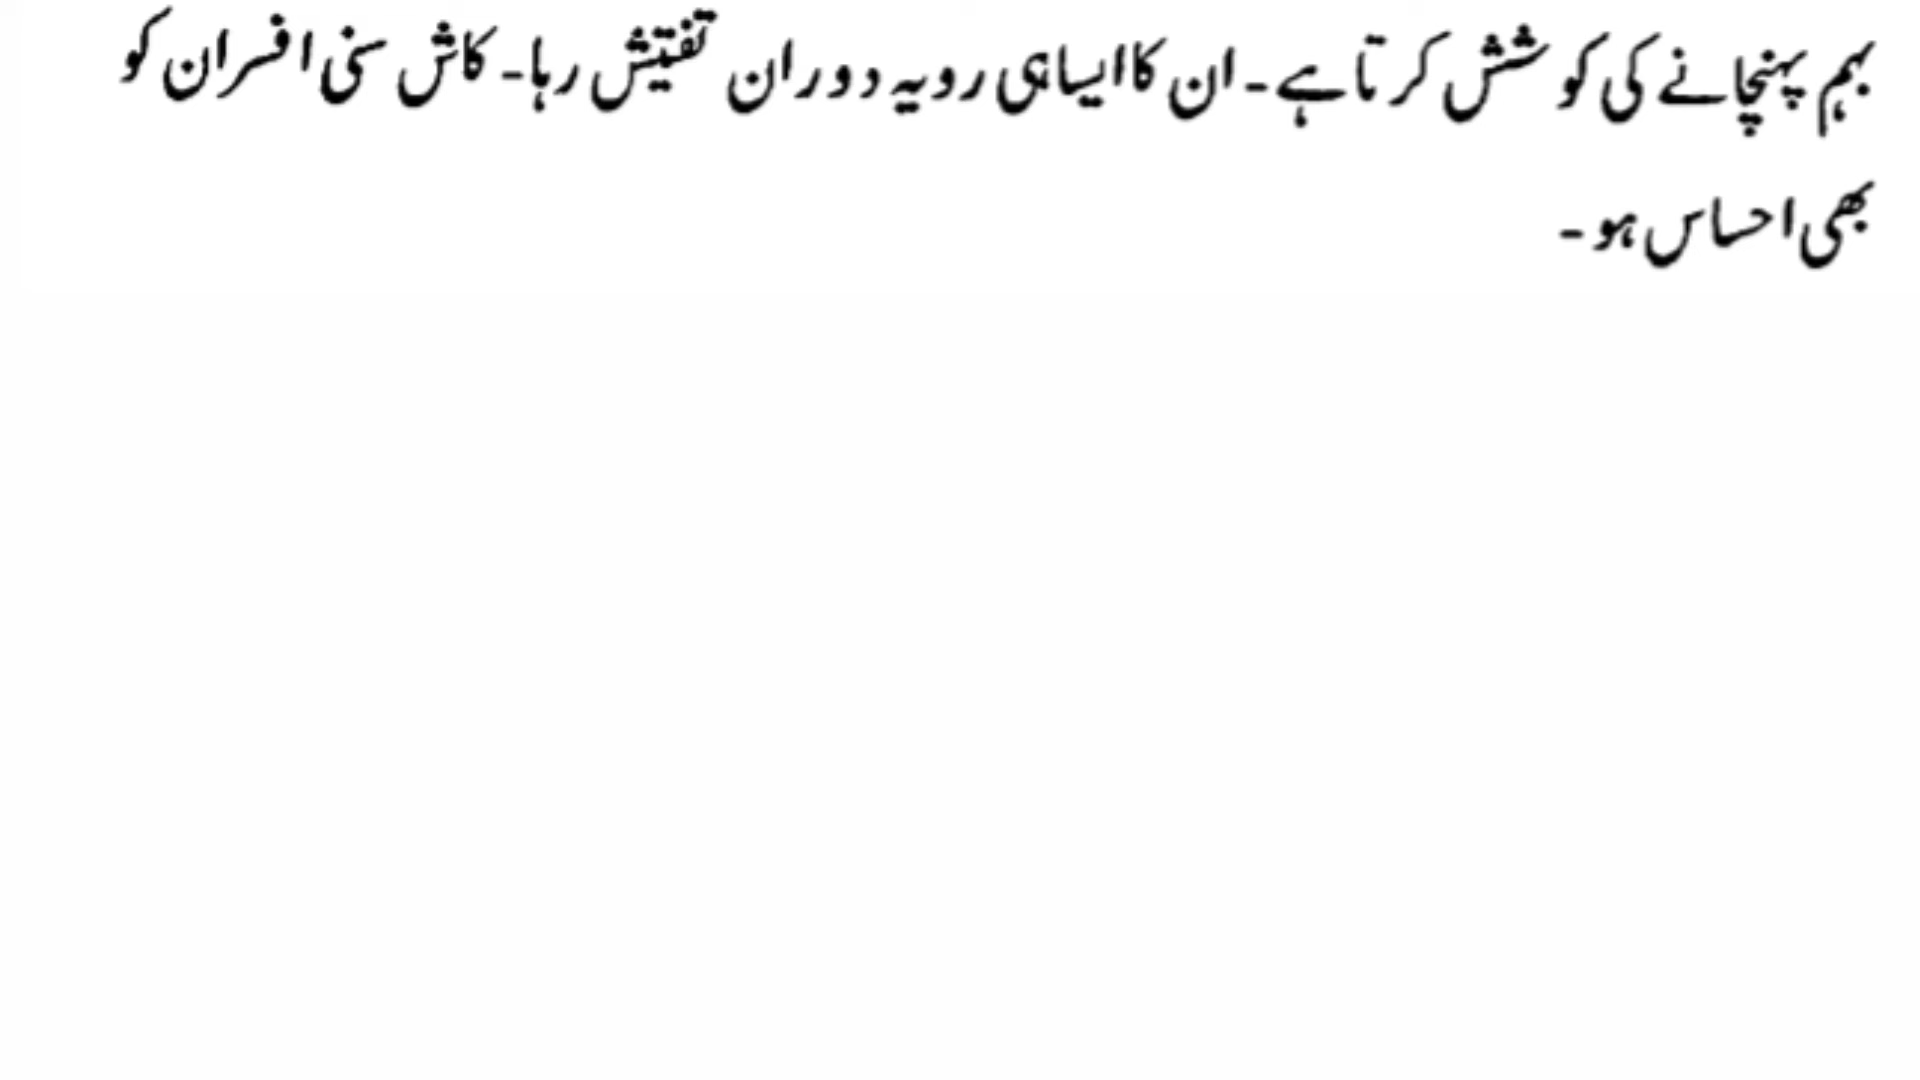 بہم پہنچانے کی کوشش کرتا ہے۔ ان کا ایسا ہی رویہ دوران تفتیش رہا۔ کاش سنی افسران کو
بھی احساس ہو۔